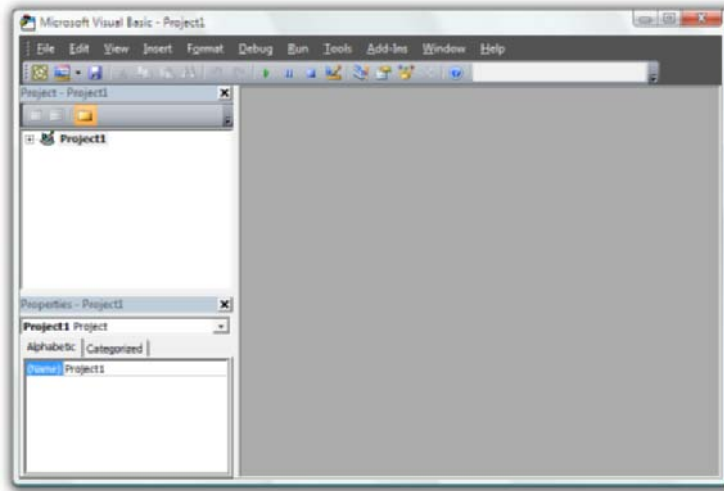 Microsoft Visual Basic - Project1
File Edit View Insert Format Debug Run Tools Add-Ins Window Help
Project - Project1
Project1
Properties - Project1
Project1 Project
Alphabetic Categorized
(Name) Project1